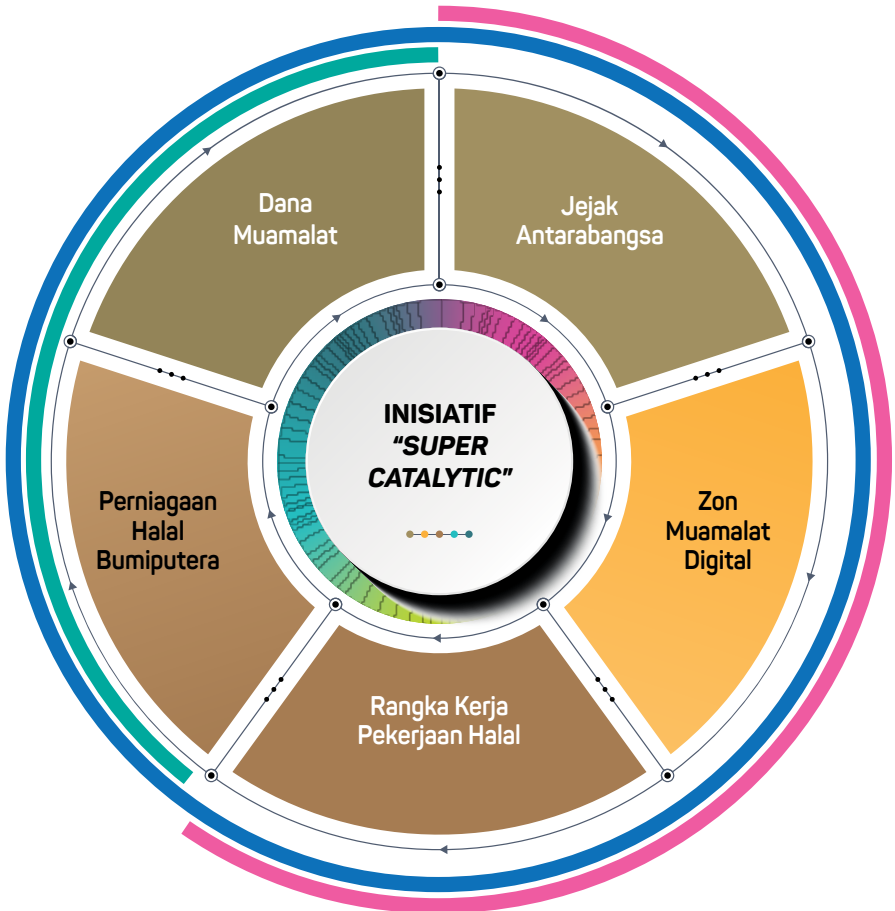 Dana
Muamalat
Jejak
Antarabangsa
INISIATIF
“SUPER
CATALYTIC”
Perniagaan
Halal
Bumiputera
Zon
Muamalat
Digital
Rangka Kerja
Pekerjaan Halal